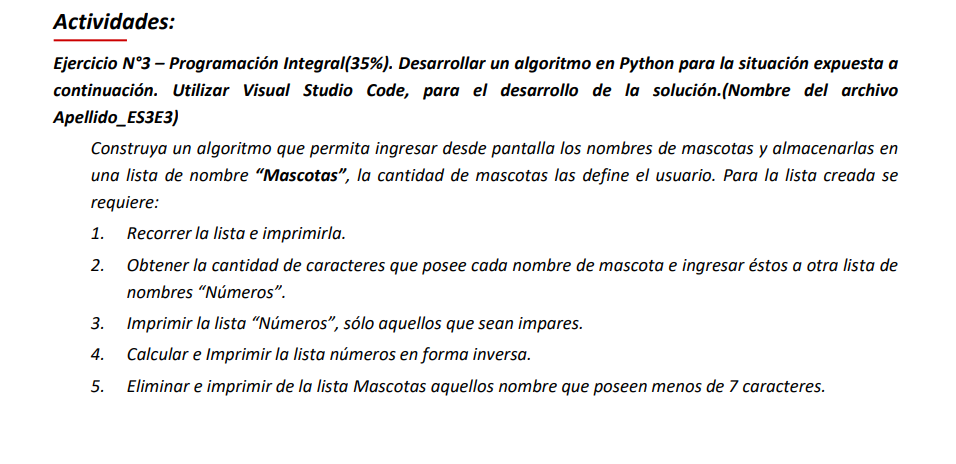 Actividades:
Ejercicio N°3 – Programación Integral(35%). Desarrollar un algoritmo en Python para la situación expuesta a
continuación. Utilizar Visual Studio Code, para el desarrollo de la solución.(Nombre del archivo
Apellido_ES3E3)
Construya un algoritmo que permita ingresar desde pantalla los nombres de mascotas y almacenarlas en
una lista de nombre “Mascotas”, la cantidad de mascotas las define el usuario. Para la lista creada se
requiere:
1. Recorrer la lista e imprimirla.
2. Obtener la cantidad de caracteres que posee cada nombre de mascota e ingresar éstos a otra lista de
nombres “Números”.
3. Imprimir la lista “Números”, sólo aquellos que sean impares.
4. Calcular e Imprimir la lista números en forma inversa.
5. Eliminar e imprimir de la lista Mascotas aquellos nombre que poseen menos de 7 caracteres.